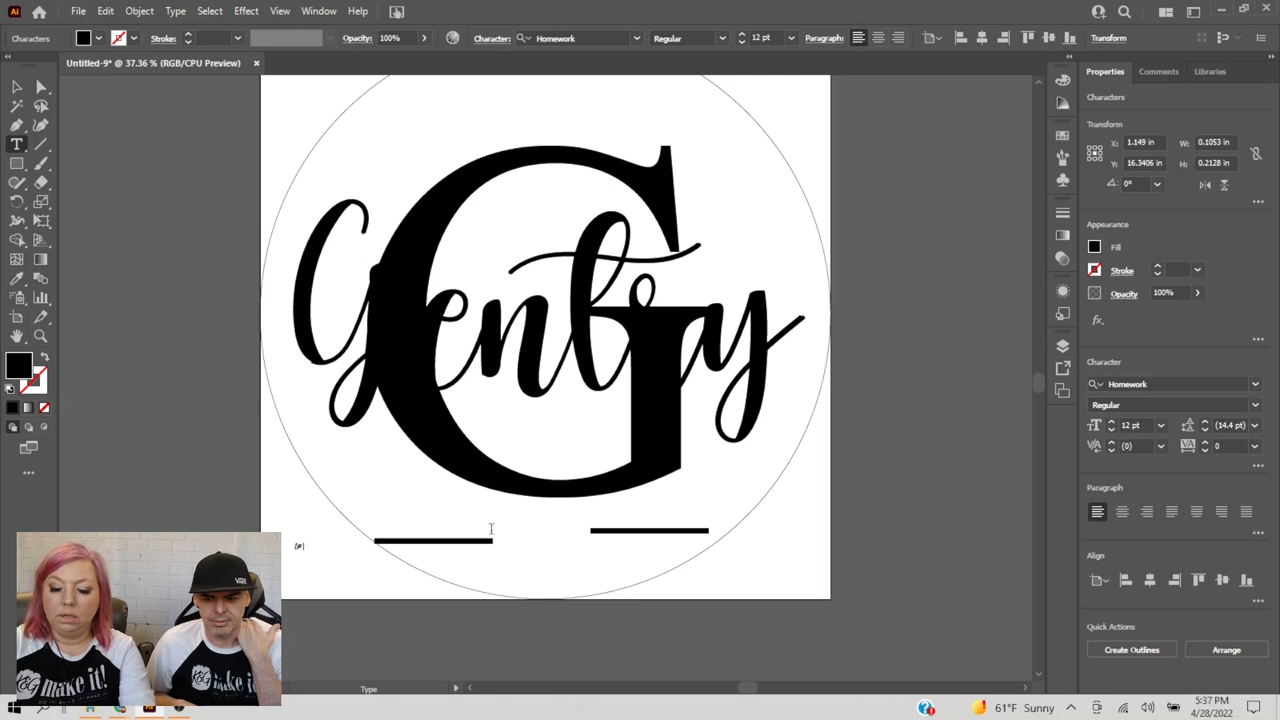 Ai File Edit Object Type Select Effect View Window Help
Characters Stroke: Opacity: 100% Character: Homework Regular 12 pt Paragraph: Transform
Untitled-9* @ 37.36 % (RGB/CPU Preview) ×
Properties Comments Libraries
Characters
Transform
X: 1.149 in W: 0.1053 in
Y: 16.3406 in H: 0.2128 in
0°
Appearance
Fill
Stroke
Opacity 100%
fx
Character
Homework
Regular
12 pt (14.4 pt)
(0) 0
Paragraph
Align
Quick Actions
Create Outlines Arrange
G
Gentry
VANS
K&G make it!
K&G make it
Type
61°F Sunny
5:37 PM
4/28/2022